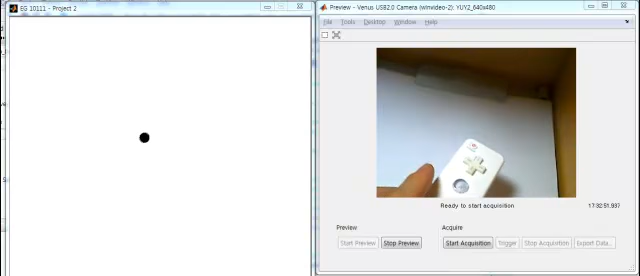 EG 10111 - Project 2
Preview - Venus USB2.0 Camera (winvideo-2): YUY2_640x480
File Tools Desktop Window Help
Ready to start acquisition 17:32:51.937
Preview Acquire
Start Preview Stop Preview Start Acquisition Trigger Stop Acquisition Export Data...